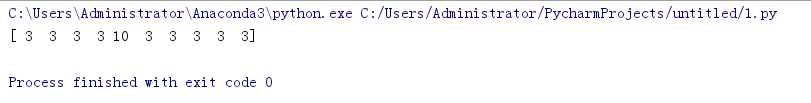 C:\Users\Administrator\Anaconda3\python.exe C:/Users/Administrator/PycharmProjects/untitled/1.py
[ 3  3  3  3 10  3  3  3  3  3]
Process finished with exit code 0